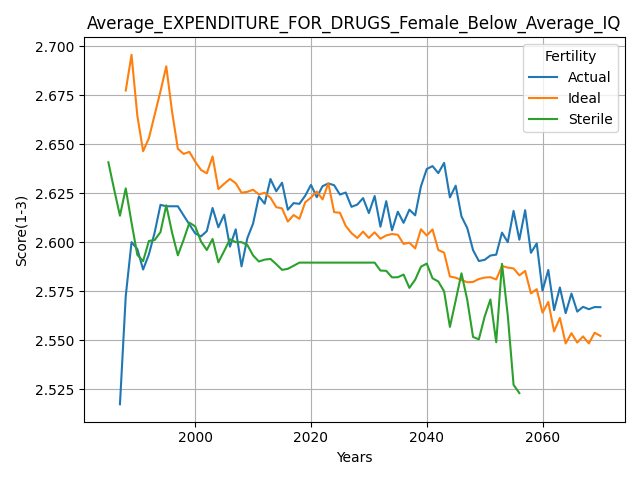 Average_EXPENDITURE_FOR_DRUGS_Female_Below_Average_IQ
Fertility
Actual
Ideal
Sterile
Score(1-3)
2.700
2.675
2.650
2.625
2.600
2.575
2.550
2.525
2000 2020 2040 2060
Years